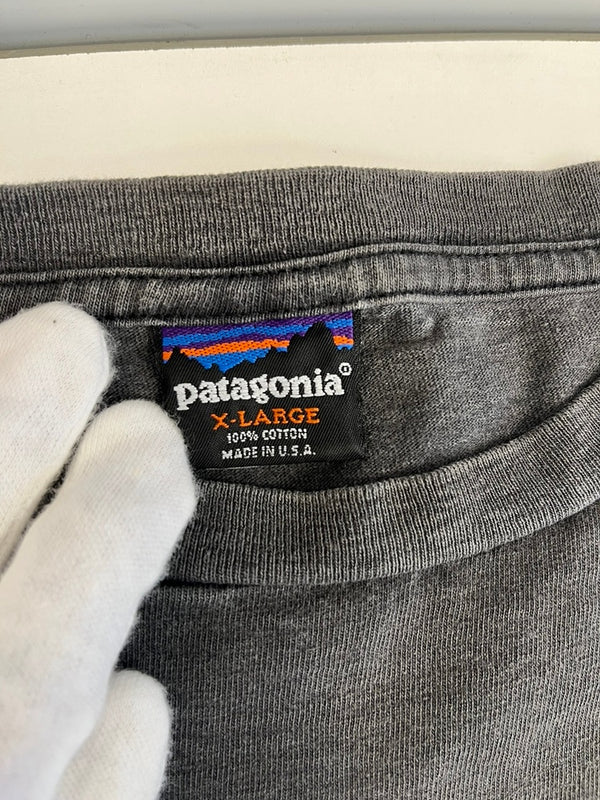 patagonia®
X-LARGE
100% COTTON
MADE IN U.S.A.